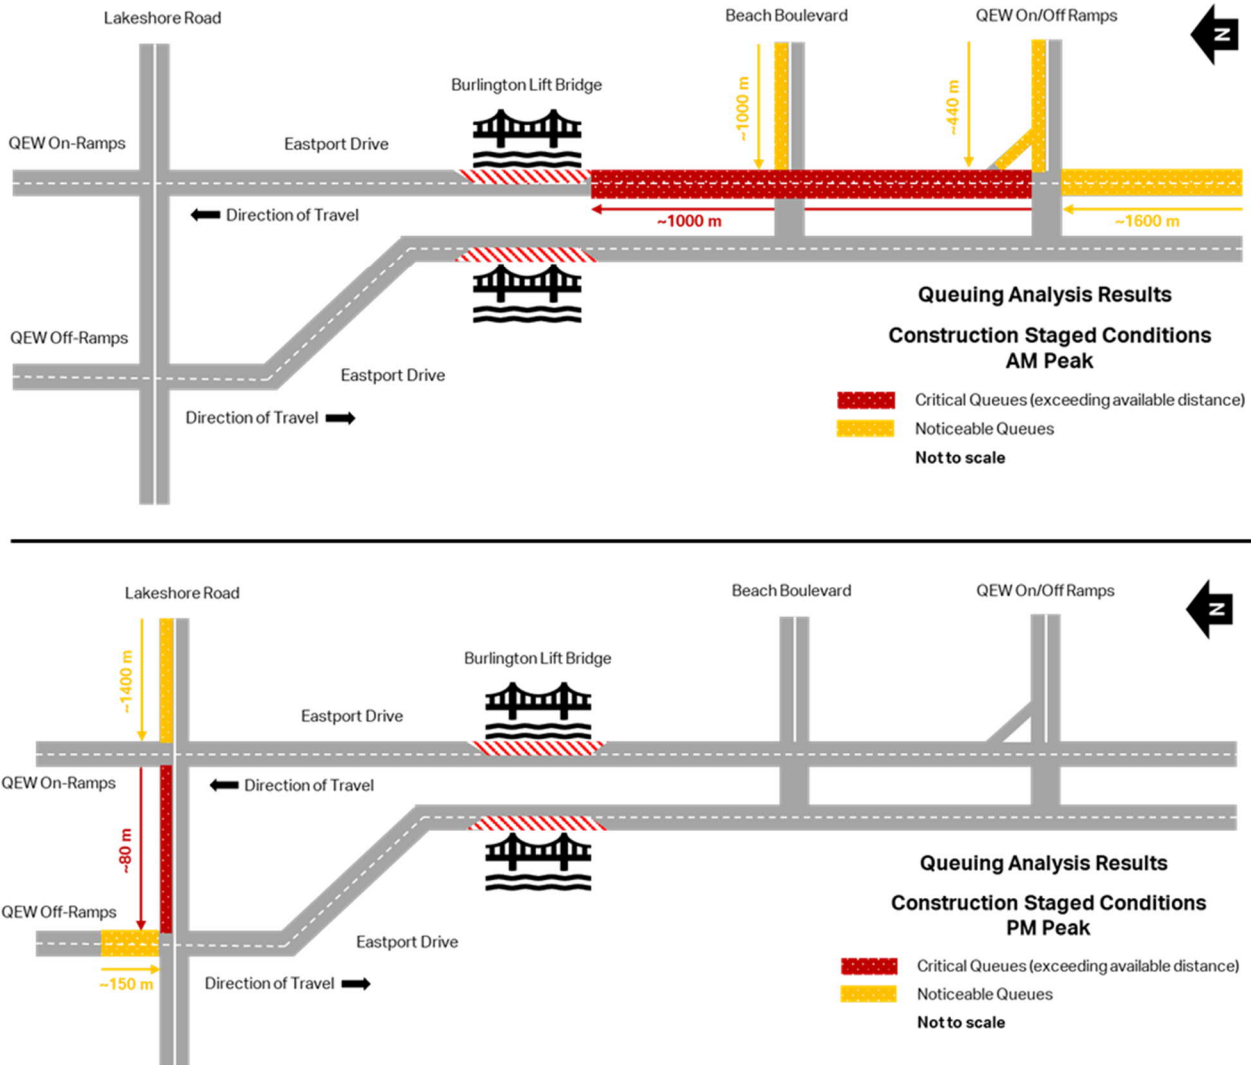 Lakeshore Road
Beach Boulevard
QEW On/Off Ramps
N
Burlington Lift Bridge
~1000 m
~440 m
QEW On-Ramps
Eastport Drive
Direction of Travel
~1000 m
~1600 m
Queuing Analysis Results
Construction Staged Conditions
AM Peak
QEW Off-Ramps
Eastport Drive
Direction of Travel
Critical Queues (exceeding available distance)
Noticeable Queues
Not to scale
Lakeshore Road
Beach Boulevard
QEW On/Off Ramps
N
~1400 m
Burlington Lift Bridge
Eastport Drive
QEW On-Ramps
Direction of Travel
~80 m
Queuing Analysis Results
Construction Staged Conditions
PM Peak
QEW Off-Ramps
Eastport Drive
~150 m
Direction of Travel
Critical Queues (exceeding available distance)
Noticeable Queues
Not to scale